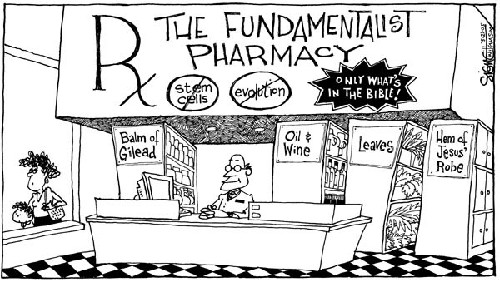 Rx THE FUNDAMENTALIST
PHARMACY
stem
cells
evolution
ONLY WHAT'S
IN THE BIBLE!
Balm of
Gilead
Oil &
Wine
Leaves
Hem of
Jesus'
Robe